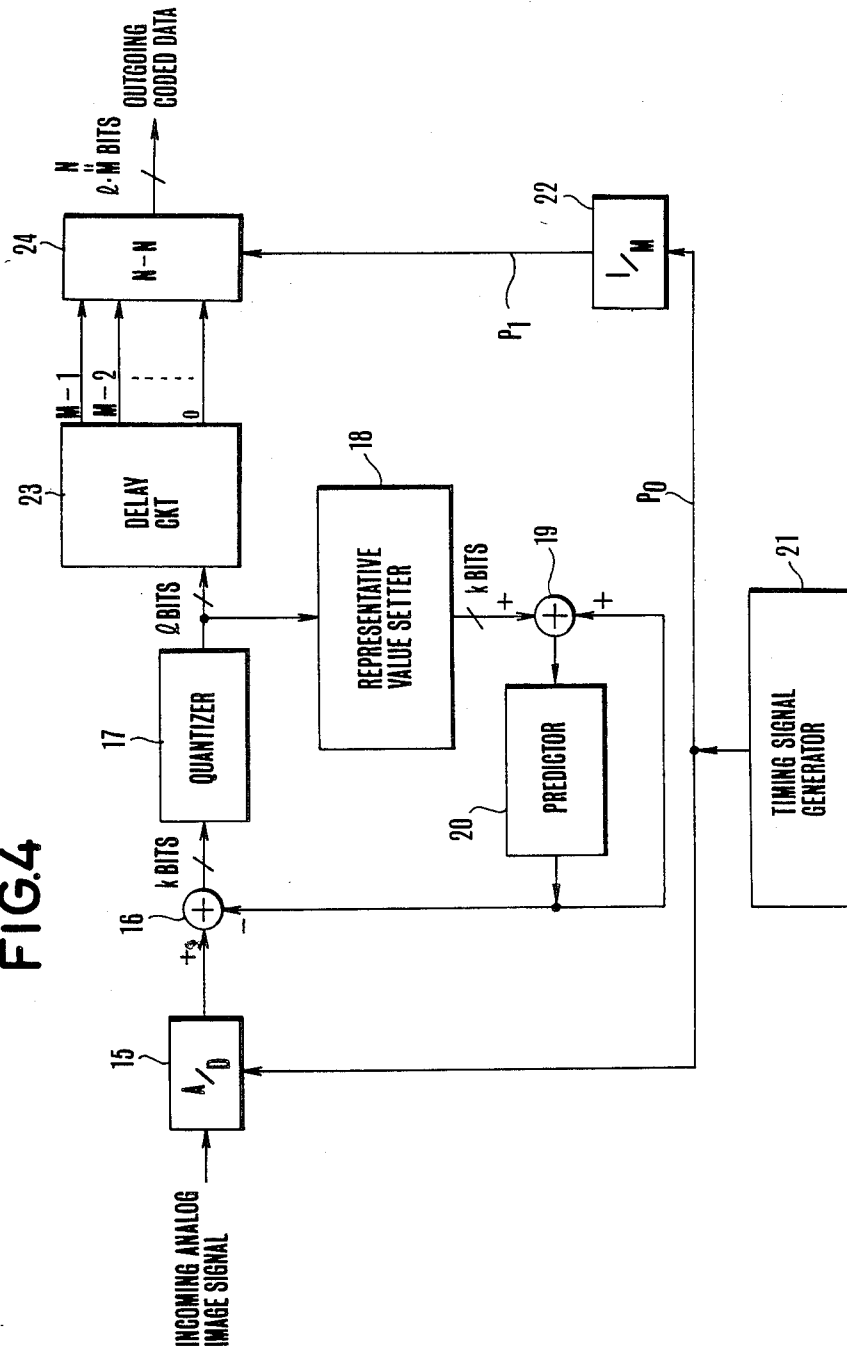 FIG.4
INCOMING ANALOG
IMAGE SIGNAL
15
A/D
+
16
-
k BITS
17
QUANTIZER
ℓ BITS
23
DELAY
CKT
M-1
M-2
0
24
N-N
N
"
ℓ·M BITS
OUTGOING
CODED DATA
18
REPRESENTATIVE
VALUE SETTER
k BITS
+
19
+
20
PREDICTOR
P1
22
1/M
P0
21
TIMING SIGNAL
GENERATOR